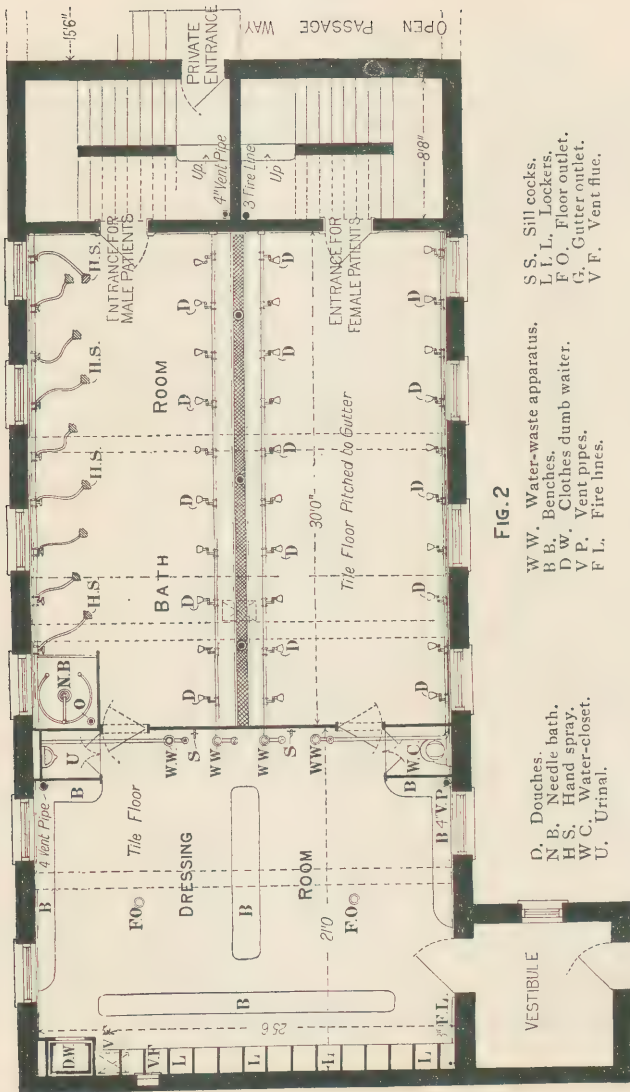 15'6"
OPEN PASSAGE WAY
PRIVATE
ENTRANCE
Up
4" Vent Pipe
3 Fire Line
Up
8'8"
H.S.
H.S.
H.S.
H.S.
ENTRANCE FOR
MALE PATIENTS
BATH ROOM
N.B.
O
D
D
D
D
D
D
D
D
D
D
ENTRANCE FOR
FEMALE PATIENTS
30'0"
Tile Floor Pitched to Gutter
D
D
D
D
D
4 Vent Pipe
U
B
B
Tile Floor
W.W.
S
WW
WW
S
WW
W.C.
B
B
4" V.P.
F.O
DRESSING
ROOM
B
F.O
21'0
B
25'6
D.W.
V.F
V.F
L
L
L
L
F.L.
VESTIBULE
FIG. 2
D. Douches.
N B. Needle bath.
H S. Hand spray.
W C. Water-closet.
U. Urinal.
W W. Water-waste apparatus.
B B. Benches.
D W. Clothes dumb waiter.
V P. Vent pipes.
F L. Fire lines.
S S. Sill cocks.
L L L. Lockers.
F O. Floor outlet.
G. Gutter outlet.
V F. Vent flue.